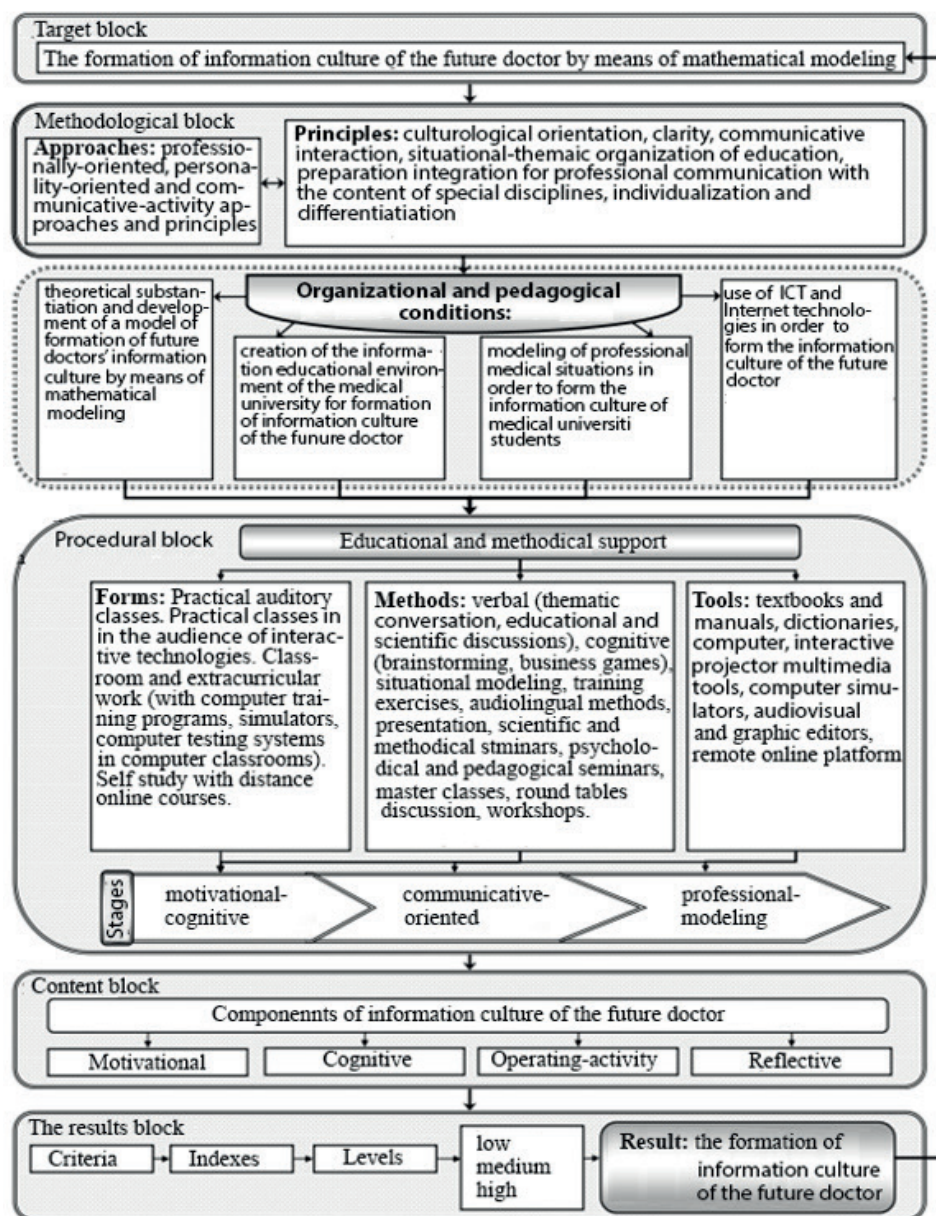 Target block
The formation of information culture of the future doctor by means of mathematical modeling
Methodological block
Approaches: professio-
nally-oriented, persona-
lity-oriented and com-
municative-activity ap-
proaches and principles
Principles: culturological orientation, clarity, communicative
interaction, situational-themaic organization of education,
preparation integration for professional communication with
the content of special disciplines, individualization and
differentiatiation
Organizational and pedagogical
conditions:
theoretical substan-
tiation and develop-
ment of a model of
formation of future
doctors' information
culture by means of
mathematical
modeling
creation of the informa-
tion educational environ-
ment of the medical
university for formation
of information culture
of the funure doctor
modeling of professional
medical situations in
order to form the
information culture of
medical universiti
students
use of ICT and
Internet technolo-
gies in order to
form the information
culture of the future
doctor
Procedural block
Educational and methodical support
Forms: Practical auditory
classes. Practical classes in
in the audience of interac-
tive technologies. Class-
room and extracurricular
work (with computer trai-
ning programs, simulators,
computer testing systems
in computer classrooms).
Self study with distance
online courses.
Methods: verbal (thematic
conversation, educational and
scientific discussions), cognitive
(brainstorming, business games),
situational modeling, training
exercises, audiolingual methods,
presentation, scientific and
methodical stminars, psycholo-
dical and pedagogical seminars,
master classes, round tables
discussion, workshops.
Tools: textbooks and
manuals, dictionaries,
computer, interactive
projector multimedia
tools, computer simu-
lators, audiovisual
and graphic editors,
remote online platform
Stages
motivational-
cognitive
communicative-
oriented
professional-
modeling
Content block
Componennts of information culture of the future doctor
Motivational
Cognitive
Operating-activity
Reflective
The results block
Criteria
Indexes
Levels
low
medium
high
Result: the formation of
information culture
of the future doctor